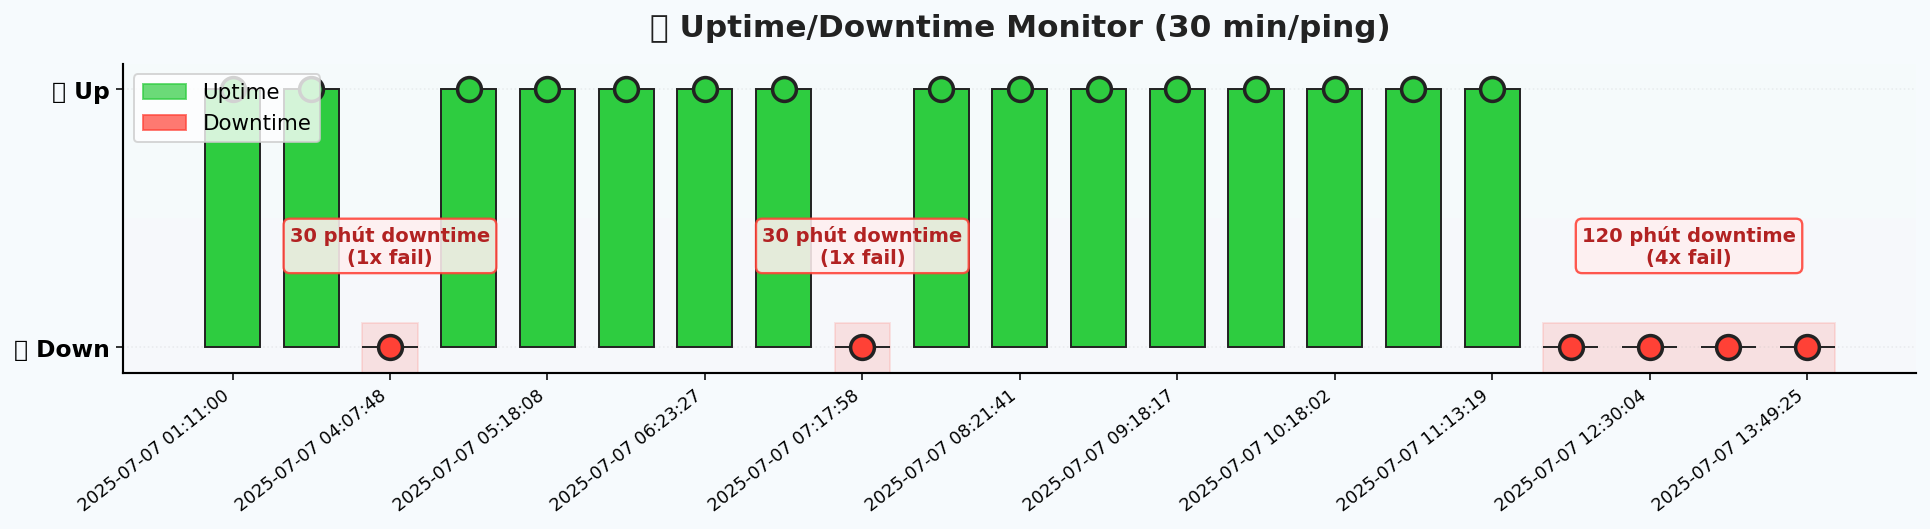 Uptime/Downtime Monitor (30 min/ping)
Up
Uptime
Downtime
30 phút downtime
(1x fail)
30 phút downtime
(1x fail)
120 phút downtime
(4x fail)
Down
2025-07-07 01:11:00
2025-07-07 04:07:48
2025-07-07 05:18:08
2025-07-07 06:23:27
2025-07-07 07:17:58
2025-07-07 08:21:41
2025-07-07 09:18:17
2025-07-07 10:18:02
2025-07-07 11:13:19
2025-07-07 12:30:04
2025-07-07 13:49:25